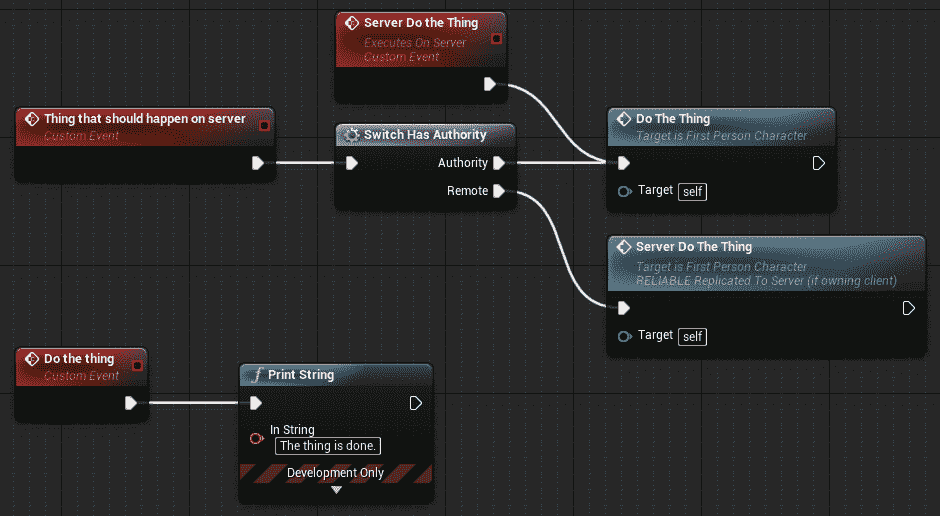 Server Do the Thing
Executes On Server
Custom Event
Thing that should happen on server
Custom Event
Switch Has Authority
Authority
Remote
Do The Thing
Target is First Person Character
Target self
Server Do The Thing
Target is First Person Character
RELIABLE Replicated To Server (if owning client)
Target self
Do the thing
Custom Event
Print String
In String
The thing is done.
Development Only